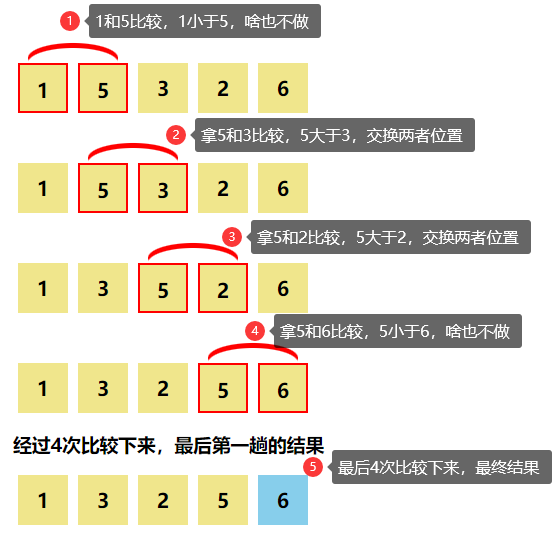 1 1和5比较，1小于5，啥也不做
1 5 3 2 6
2 拿5和3比较，5大于3，交换两者位置
1 5 3 2 6
3 拿5和2比较，5大于2，交换两者位置
1 3 5 2 6
4 拿5和6比较，5小于6，啥也不做
1 3 2 5 6
经过4次比较下来，最后第一趟的结果
5 最后4次比较下来，最终结果
1 3 2 5 6